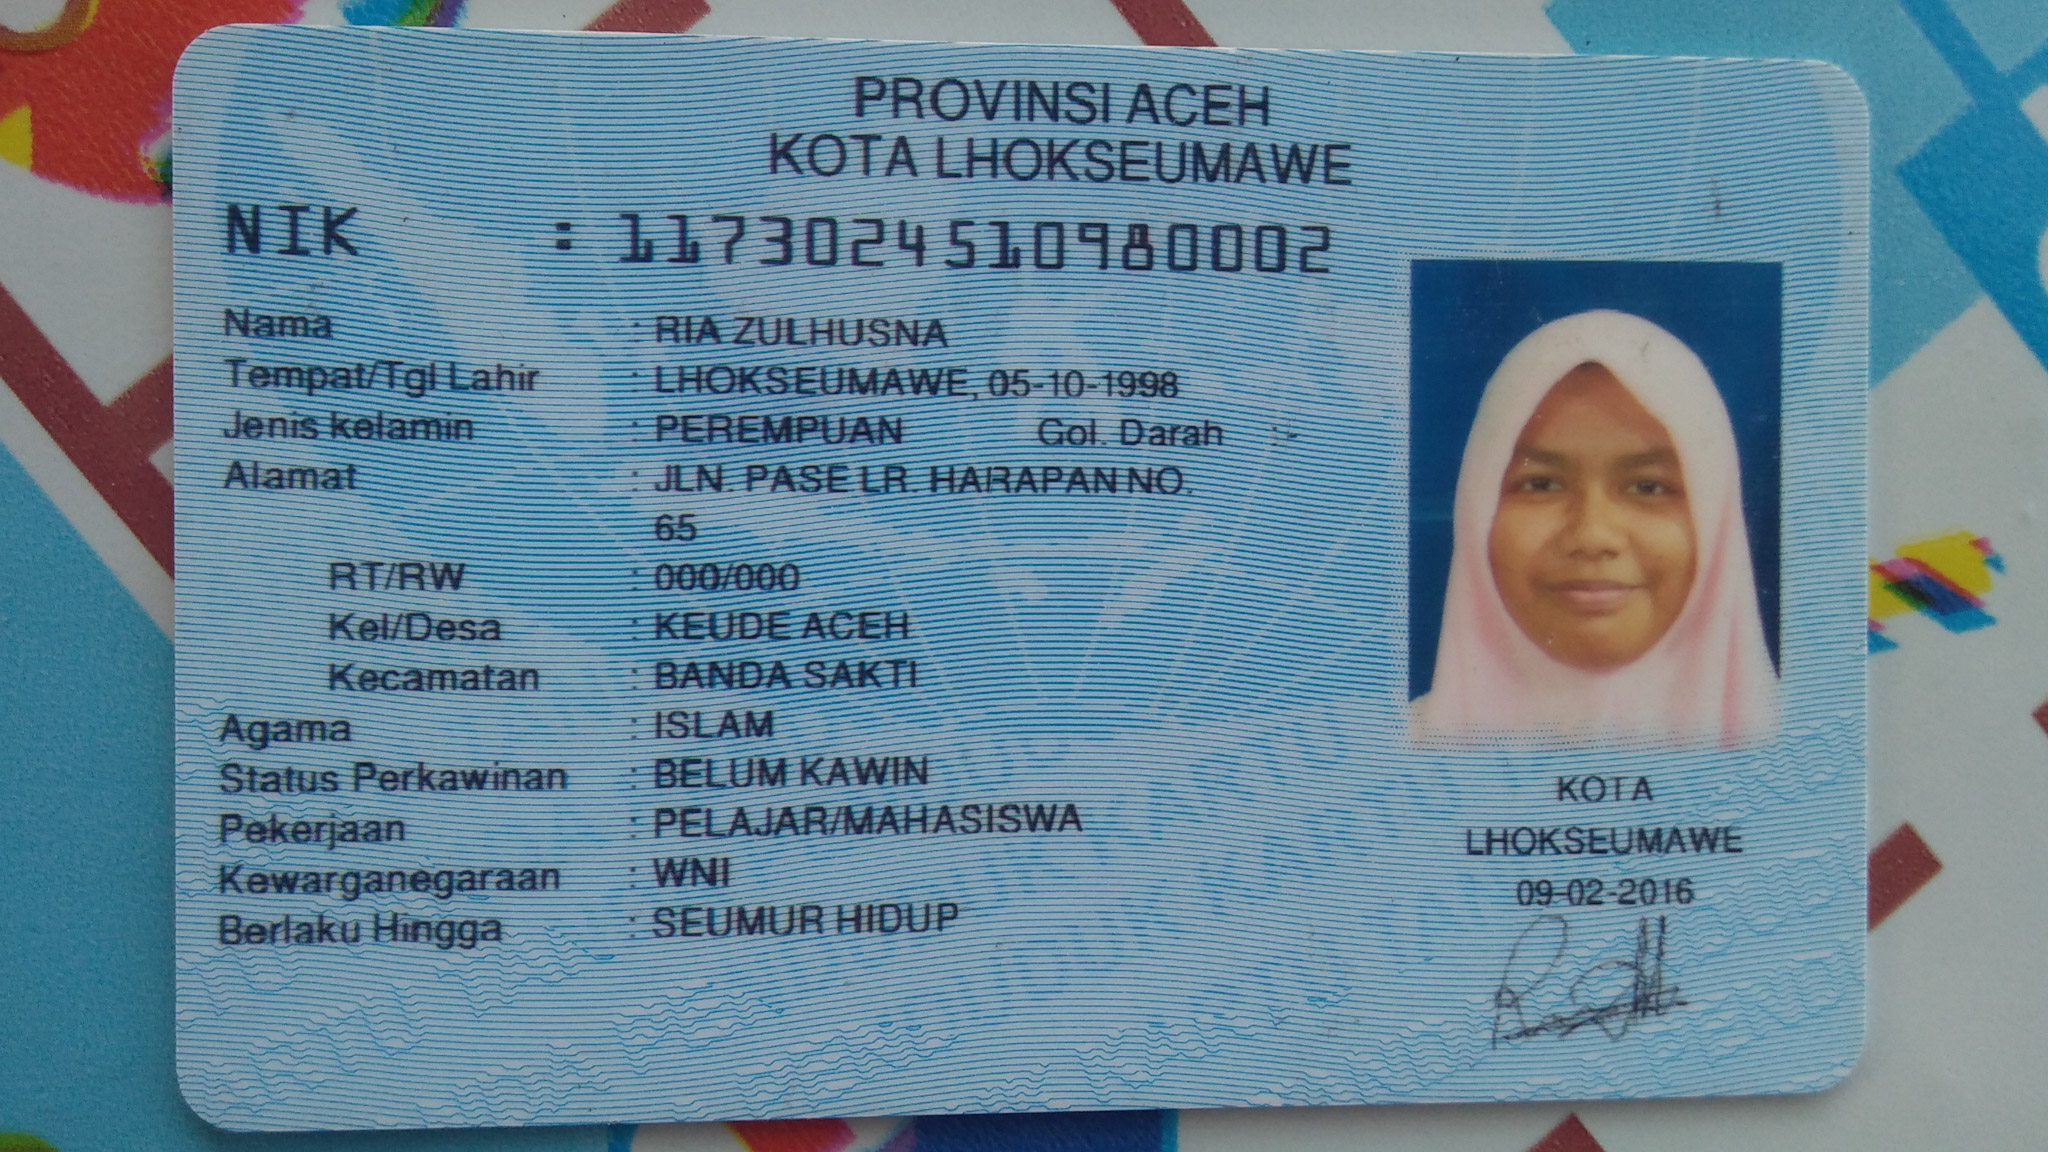 PROVINSI ACEH
KOTA LHOKSEUMAWE
NIK : 1173024510980002
Nama : RIA ZULHUSNA
Tempat/Tgl Lahir : LHOKSEUMAWE, 05-10-1998
Jenis kelamin : PEREMPUAN Gol. Darah :-
Alamat : JLN. PASE LR. HARAPAN NO.
65
RT/RW : 000/000
Kel/Desa : KEUDE ACEH
Kecamatan : BANDA SAKTI
Agama : ISLAM
Status Perkawinan : BELUM KAWIN
Pekerjaan : PELAJAR/MAHASISWA
Kewarganegaraan : WNI
Berlaku Hingga : SEUMUR HIDUP
KOTA
LHOKSEUMAWE
09-02-2016